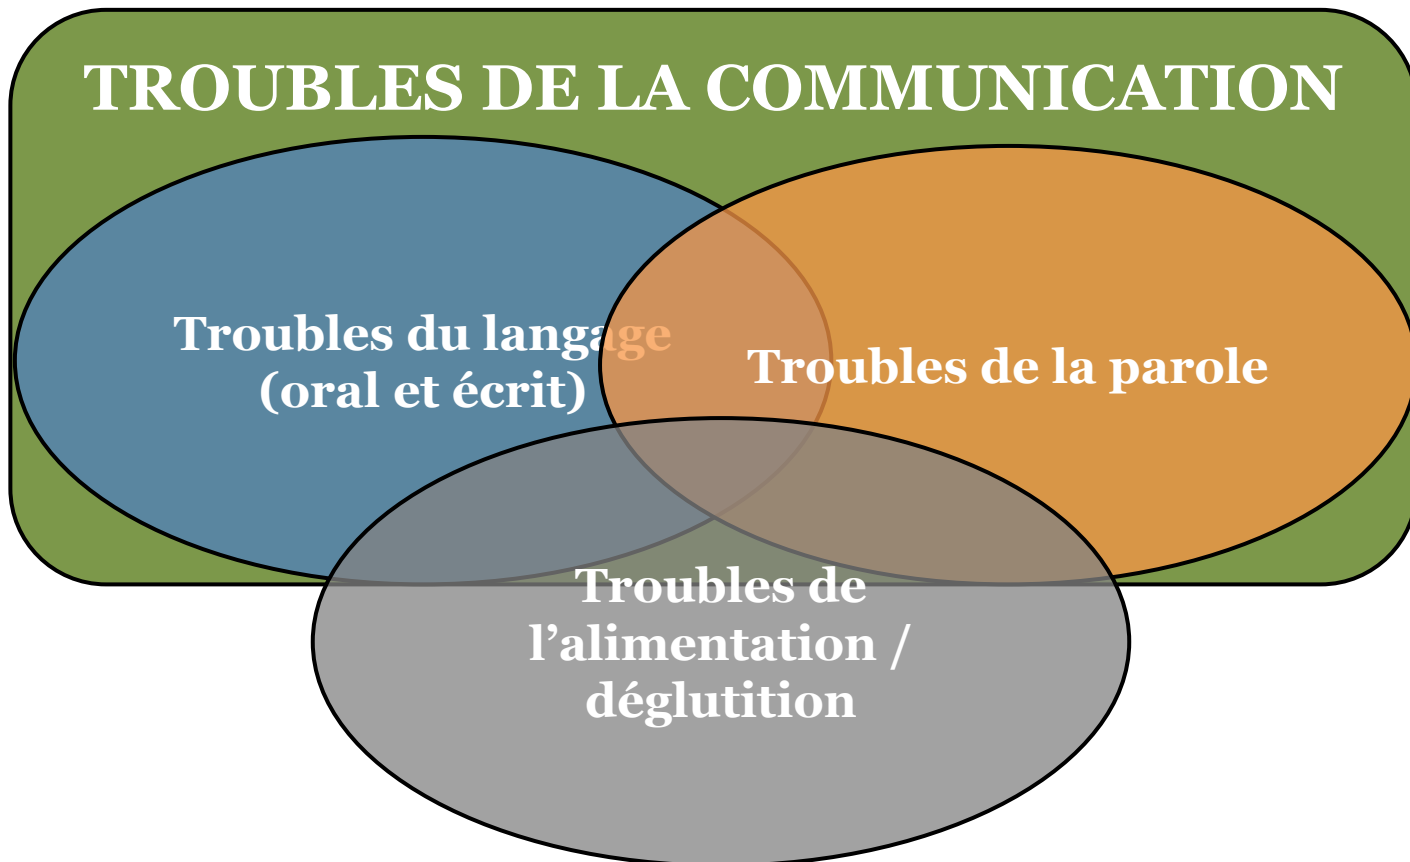 TROUBLES DE LA COMMUNICATION
Troubles du langage
(oral et écrit)
Troubles de la parole
Troubles de
l’alimentation /
déglutition